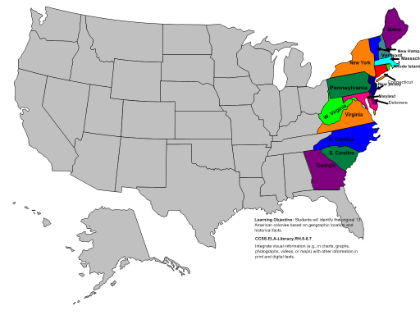 Maine
New Hamp
Vermont
Massach
New York
Rhode Island
Connecticut
Pennsylvania
New Jersey
Maryland
Delaware
W. Virginia
Virginia
S. Carolina
Georgia
Learning Objective: Students will identify the original 13
American colonies based on geographic location and
historical facts.
CCSS.ELA-Literacy.RH.6-8.7
Integrate visual information (e.g., in charts, graphs,
photographs, videos, or maps) with other information in
print and digital texts.